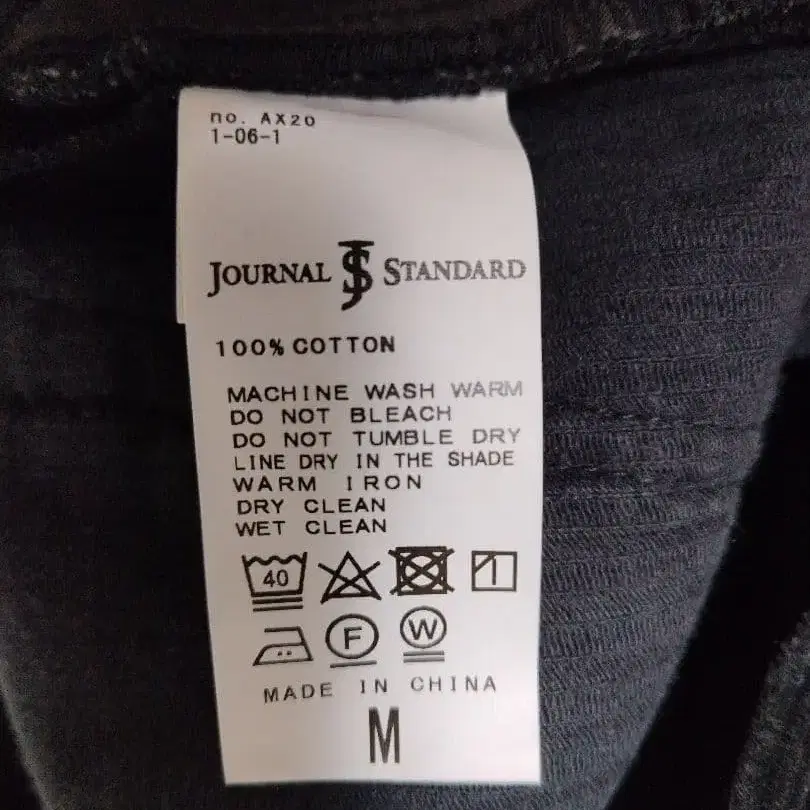 no. AX20
1-06-1
JOURNAL JS STANDARD
100% COTTON
MACHINE WASH WARM
DO NOT BLEACH
DO NOT TUMBLE DRY
LINE DRY IN THE SHADE
WARM IRON
DRY CLEAN
WET CLEAN
40
F W
MADE IN CHINA
M